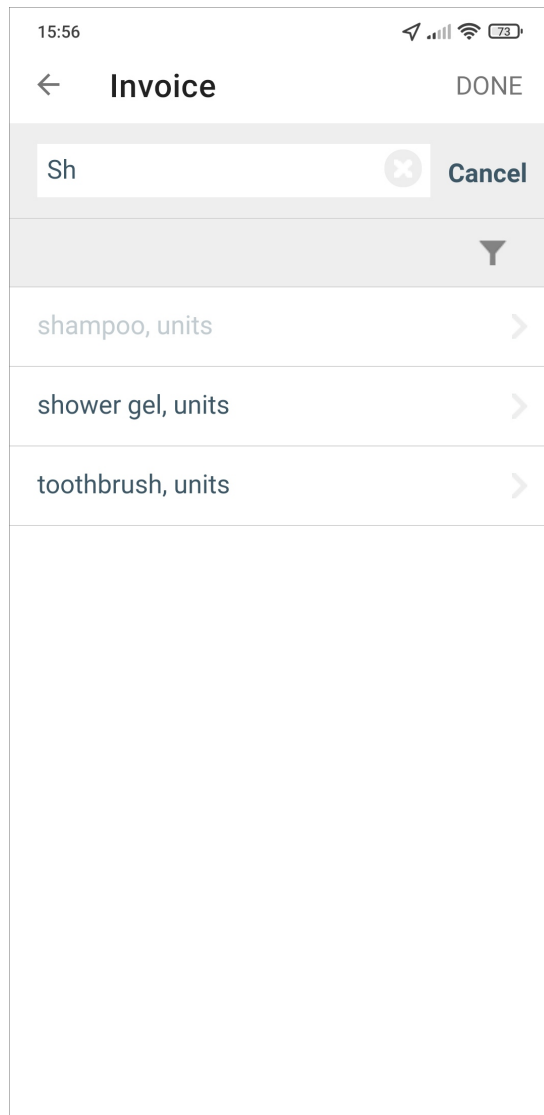 15:56 73
Invoice DONE
Sh Cancel
shampoo, units
shower gel, units
toothbrush, units